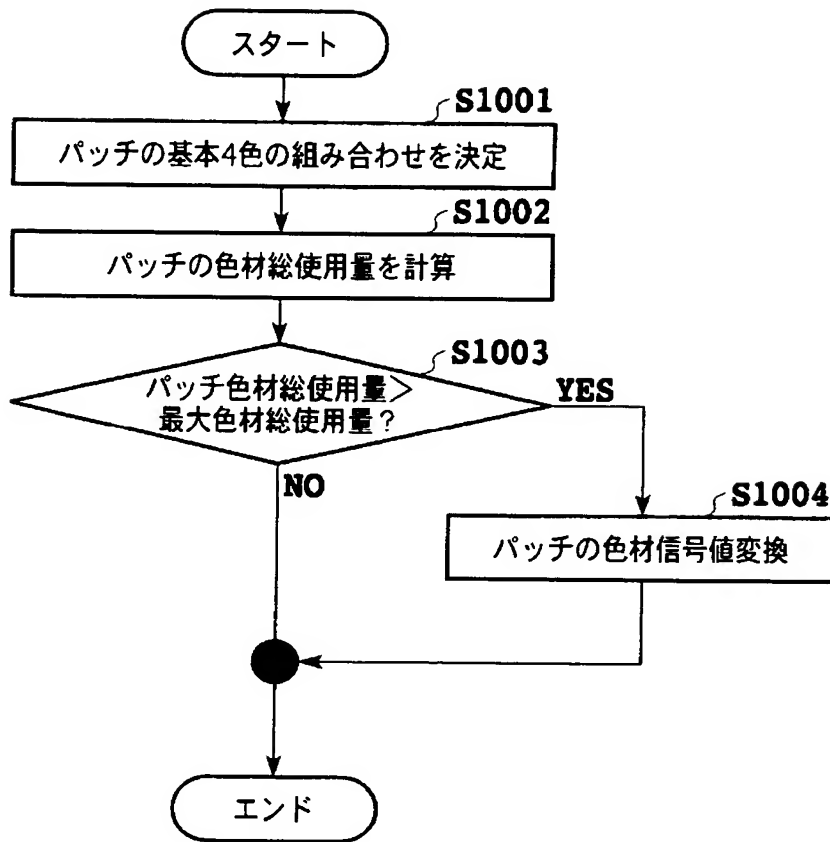 スタート
S1001
パッチの基本4色の組み合わせを決定
S1002
パッチの色材総使用量を計算
S1003
パッチ色材総使用量＞
最大色材総使用量？
YES
NO
S1004
パッチの色材信号値変換
エンド